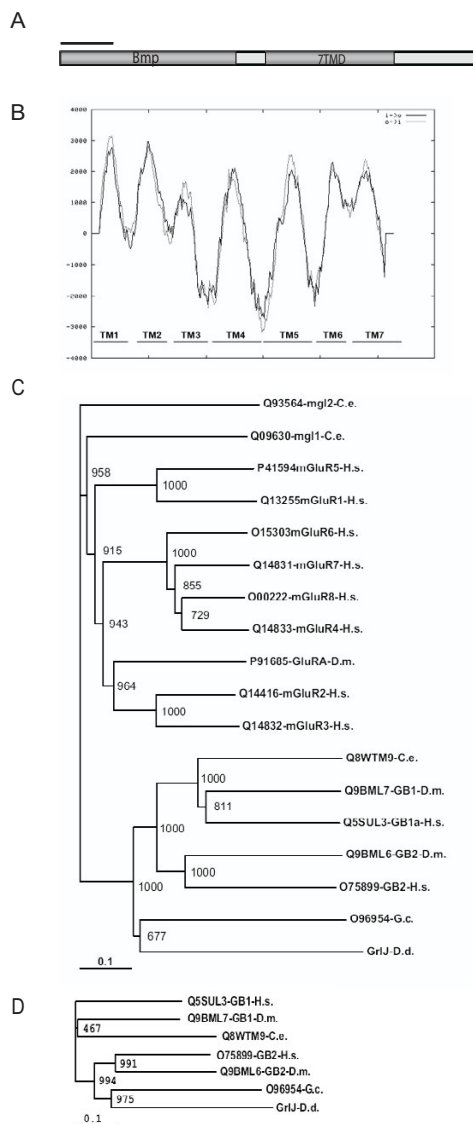 A
Bmp 7TMD
B
4000
3000
2000
1000
0
-1000
-2000
-3000
-4000
TM1 TM2 TM3 TM4 TM5 TM6 TM7
C
Q93564-mgl2-C.e.
Q09630-mgl1-C.e.
958
P41594mGluR5-H.s.
1000
Q13255mGluR1-H.s.
915
O15303mGluR6-H.s.
1000
Q14831-mGluR7-H.s.
855
O00222-mGluR8-H.s.
729
Q14833-mGluR4-H.s.
943
P91685-GluRA-D.m.
964
Q14416-mGluR2-H.s.
1000
Q14832-mGluR3-H.s.
Q8WTM9-C.e.
1000
Q9BML7-GB1-D.m.
811
Q5SUL3-GB1a-H.s.
1000
Q9BML6-GB2-D.m.
1000
O75899-GB2-H.s.
1000
O96954-G.c.
677
GrlJ-D.d.
0.1
D
Q5SUL3-GB1-H.s.
Q9BML7-GB1-D.m.
467
Q8WTM9-C.e.
O75899-GB2-H.s.
991
Q9BML6-GB2-D.m.
994
O96954-G.c.
975
GrlJ-D.d.
0.1